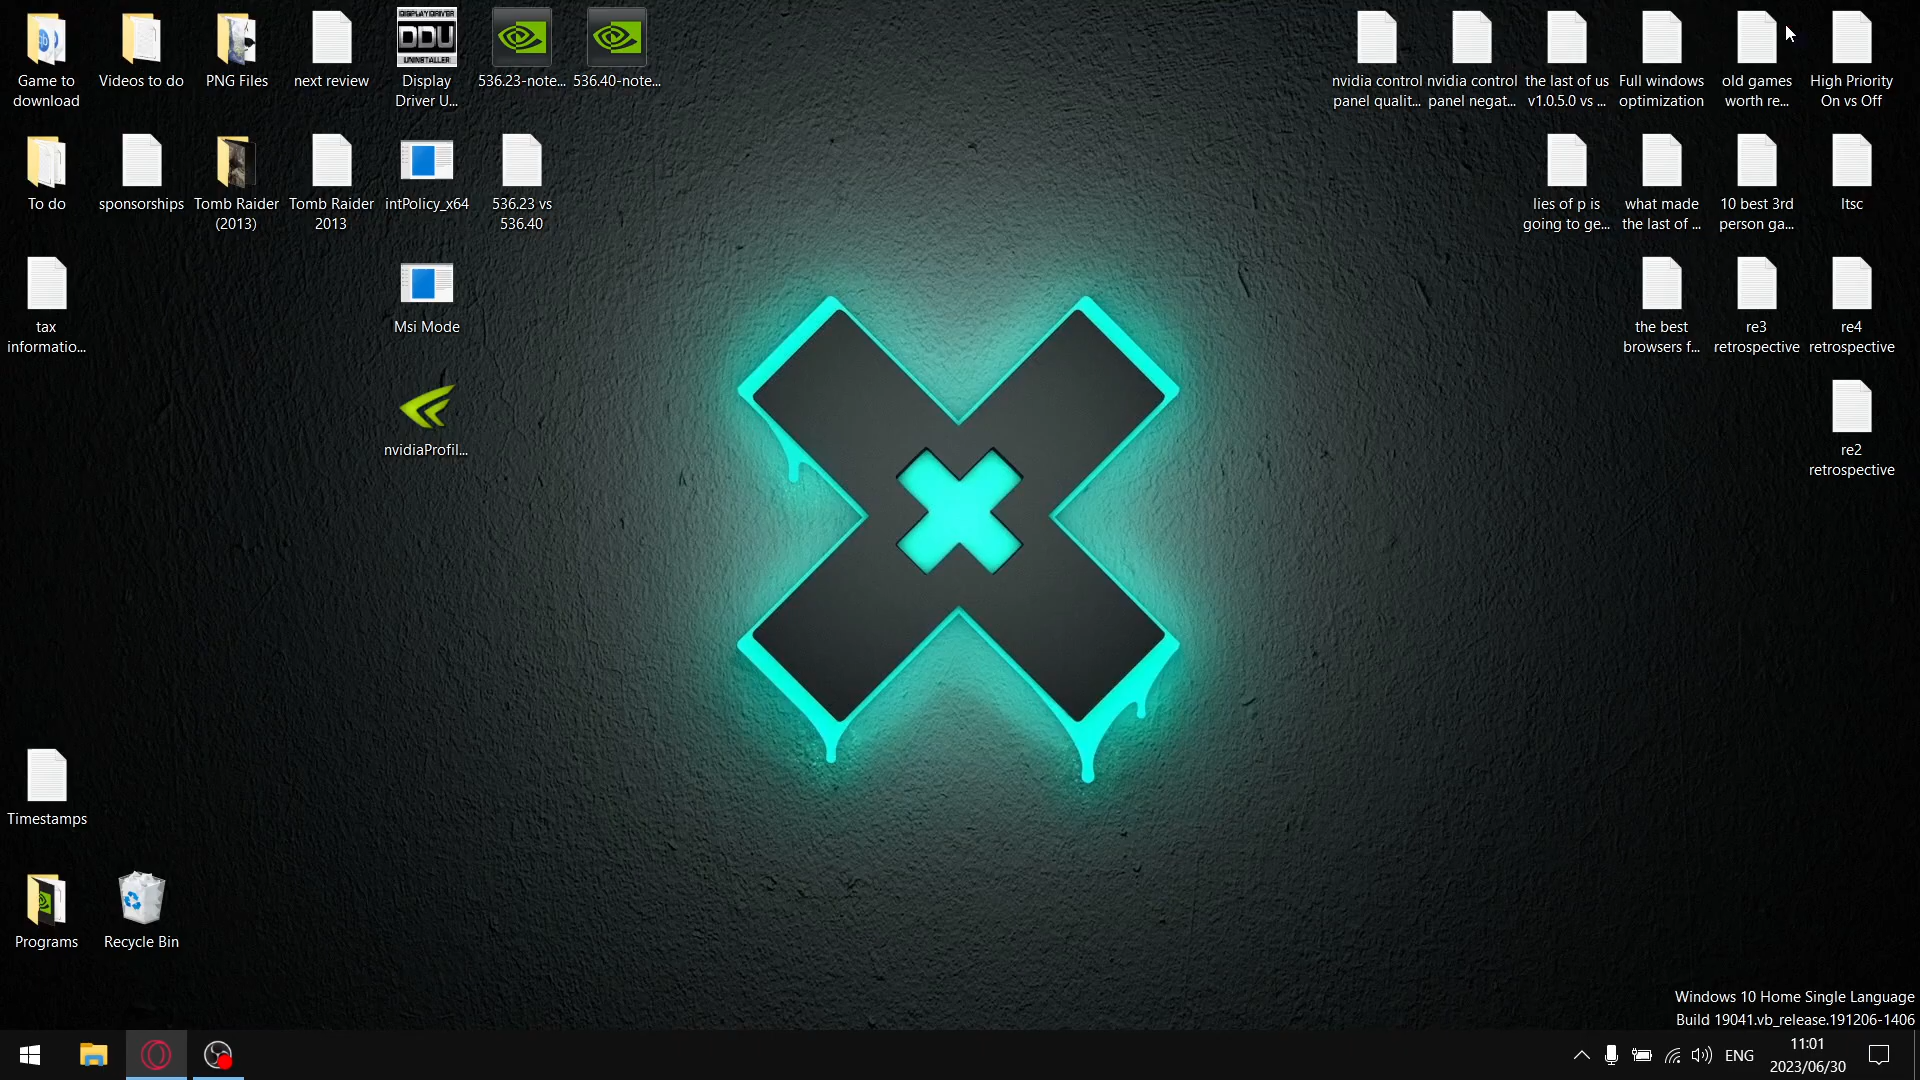 Game to
download
Videos to do
PNG Files
next review
DISPLAY DRIVER
DDU
UNINSTALLER
Display
Driver U...
536.23-note...
536.40-note...
nvidia control
panel qualit...
nvidia control
panel negat...
the last of us
v1.0.5.0 vs ...
Full windows
optimization
old games
worth re...
High Priority
On vs Off
To do
sponsorships
Tomb Raider
(2013)
Tomb Raider
2013
intPolicy_x64
536.23 vs
536.40
lies of p is
going to ge...
what made
the last of ...
10 best 3rd
person ga...
ltsc
tax
informatio...
Msi Mode
the best
browsers f...
re3
retrospective
re4
retrospective
nvidiaProfil...
re2
retrospective
Timestamps
Programs
Recycle Bin
Windows 10 Home Single Language
Build 19041.vb_release.191206-1406
ENG
11:01
2023/06/30